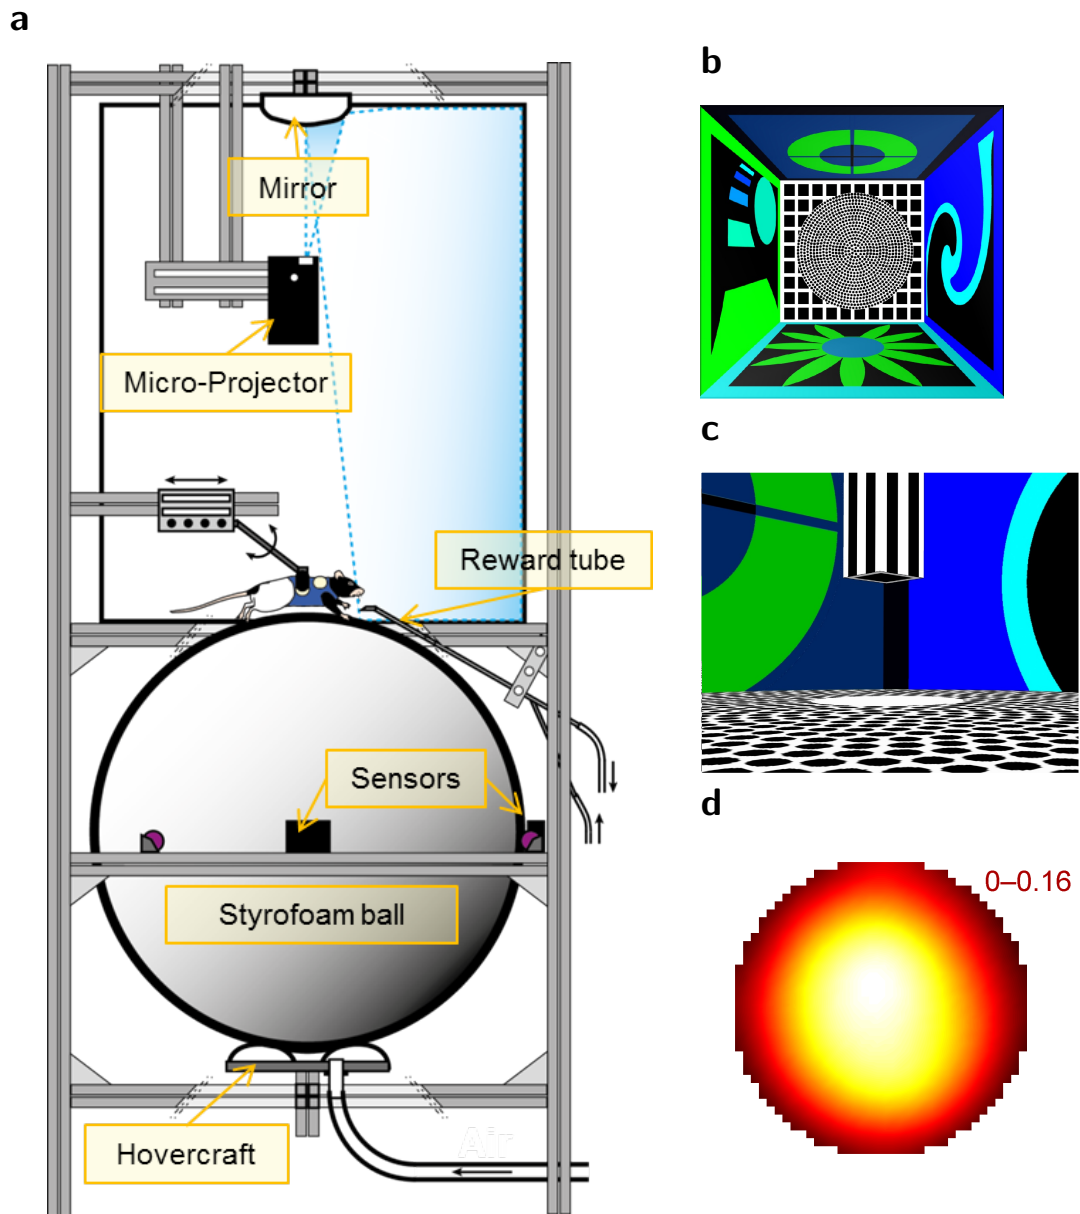 a
b
Mirror
Micro-Projector
c
Reward tube
Sensors
d
0–0.16
Styrofoam ball
Air
Hovercraft